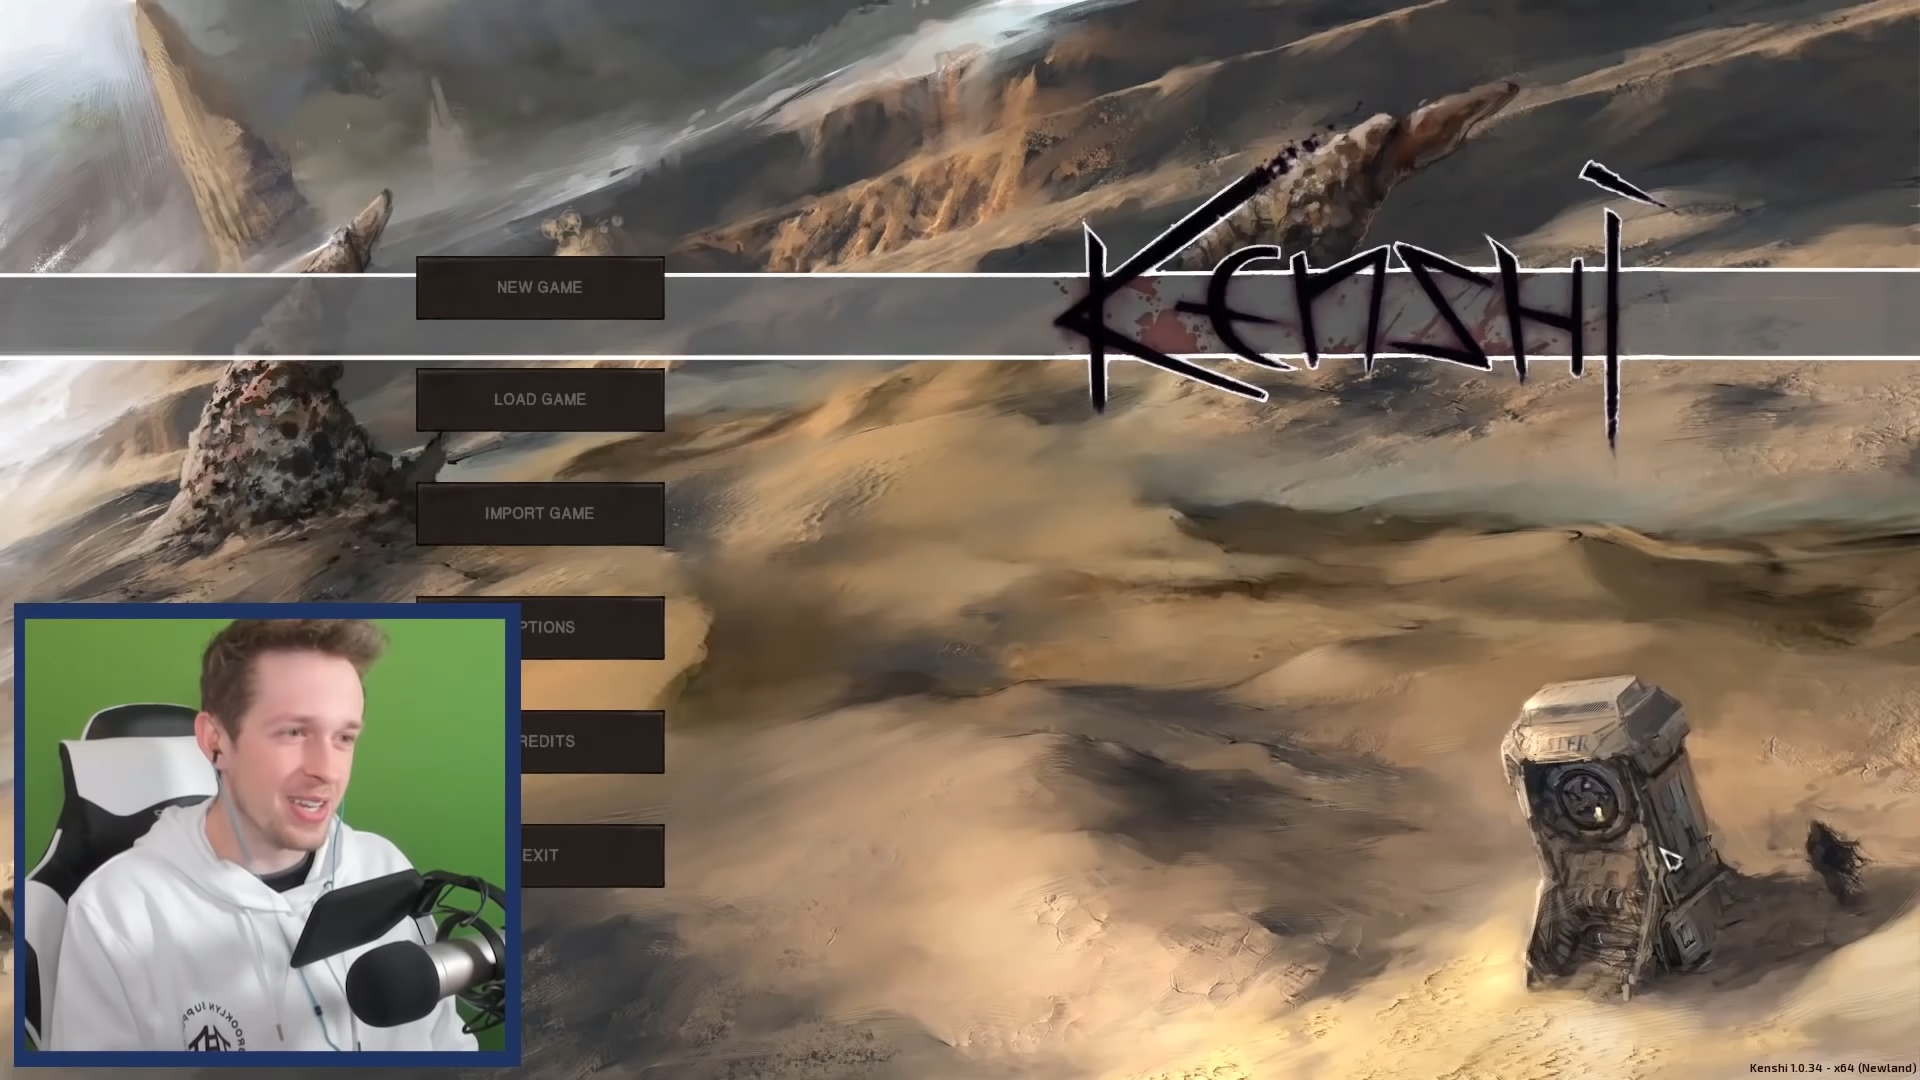 KENSHI
NEW GAME
LOAD GAME
IMPORT GAME
PTIONS
REDITS
EXIT
Kenshi 1.0.34 - x64 (Newland)